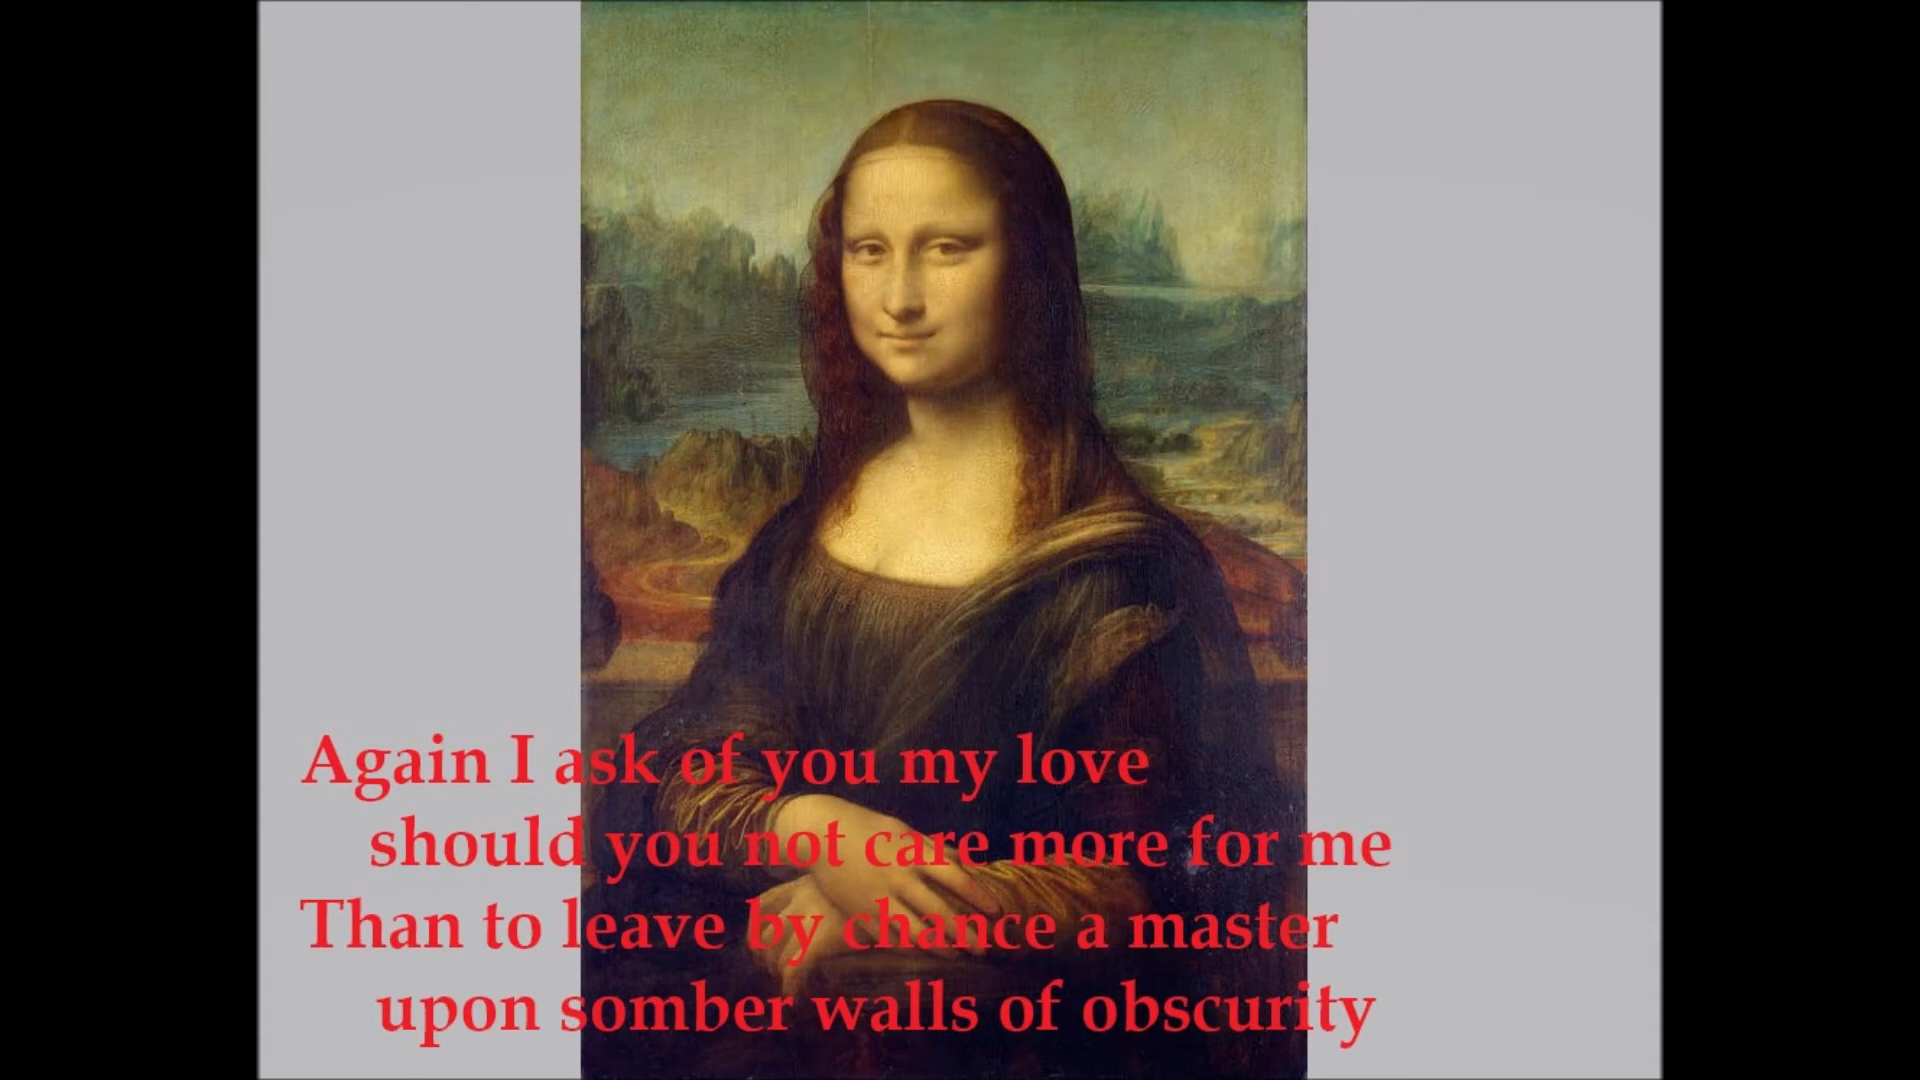 Again I ask of you my love
should you not care more for me
Than to leave by chance a master
upon somber walls of obscurity